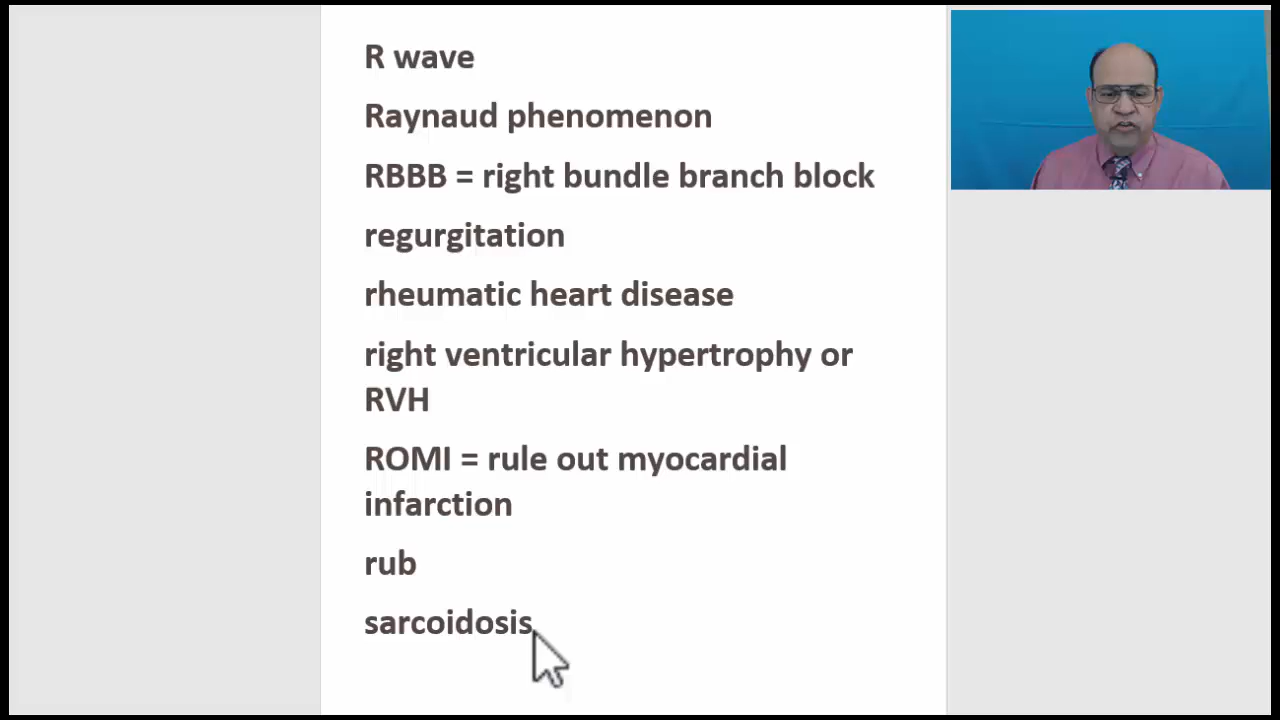 R wave
Raynaud phenomenon
RBBB = right bundle branch block
regurgitation
rheumatic heart disease
right ventricular hypertrophy or
RVH
ROMI = rule out myocardial
infarction
rub
sarcoidosis